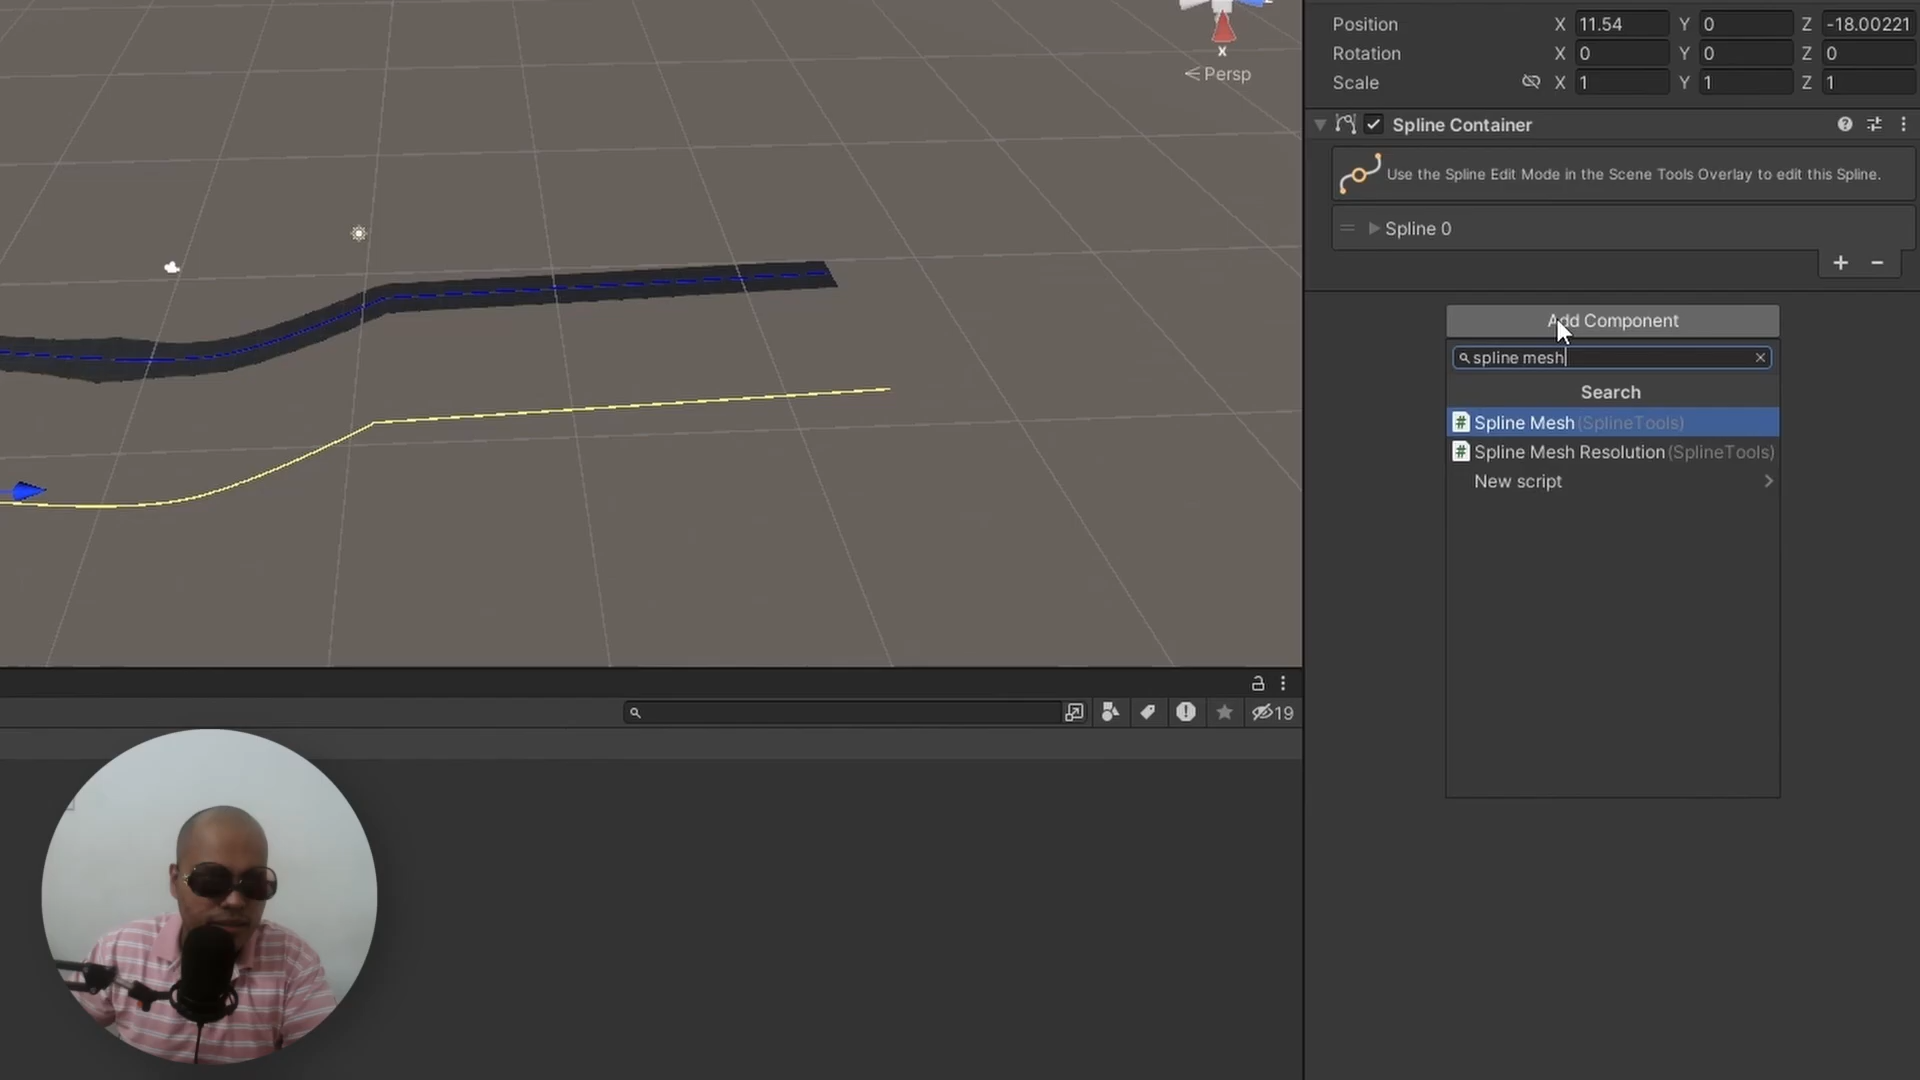 Position X 11.54 Y 0 Z -18.00221
Rotation X 0 Y 0 Z 0
Scale X 1 Y 1 Z 1
x
Persp
Spline Container
Use the Spline Edit Mode in the Scene Tools Overlay to edit this Spline.
Spline 0
+ −
Add Component
spline mesh
Search
Spline Mesh (SplineTools)
Spline Mesh Resolution (SplineTools)
New script
19